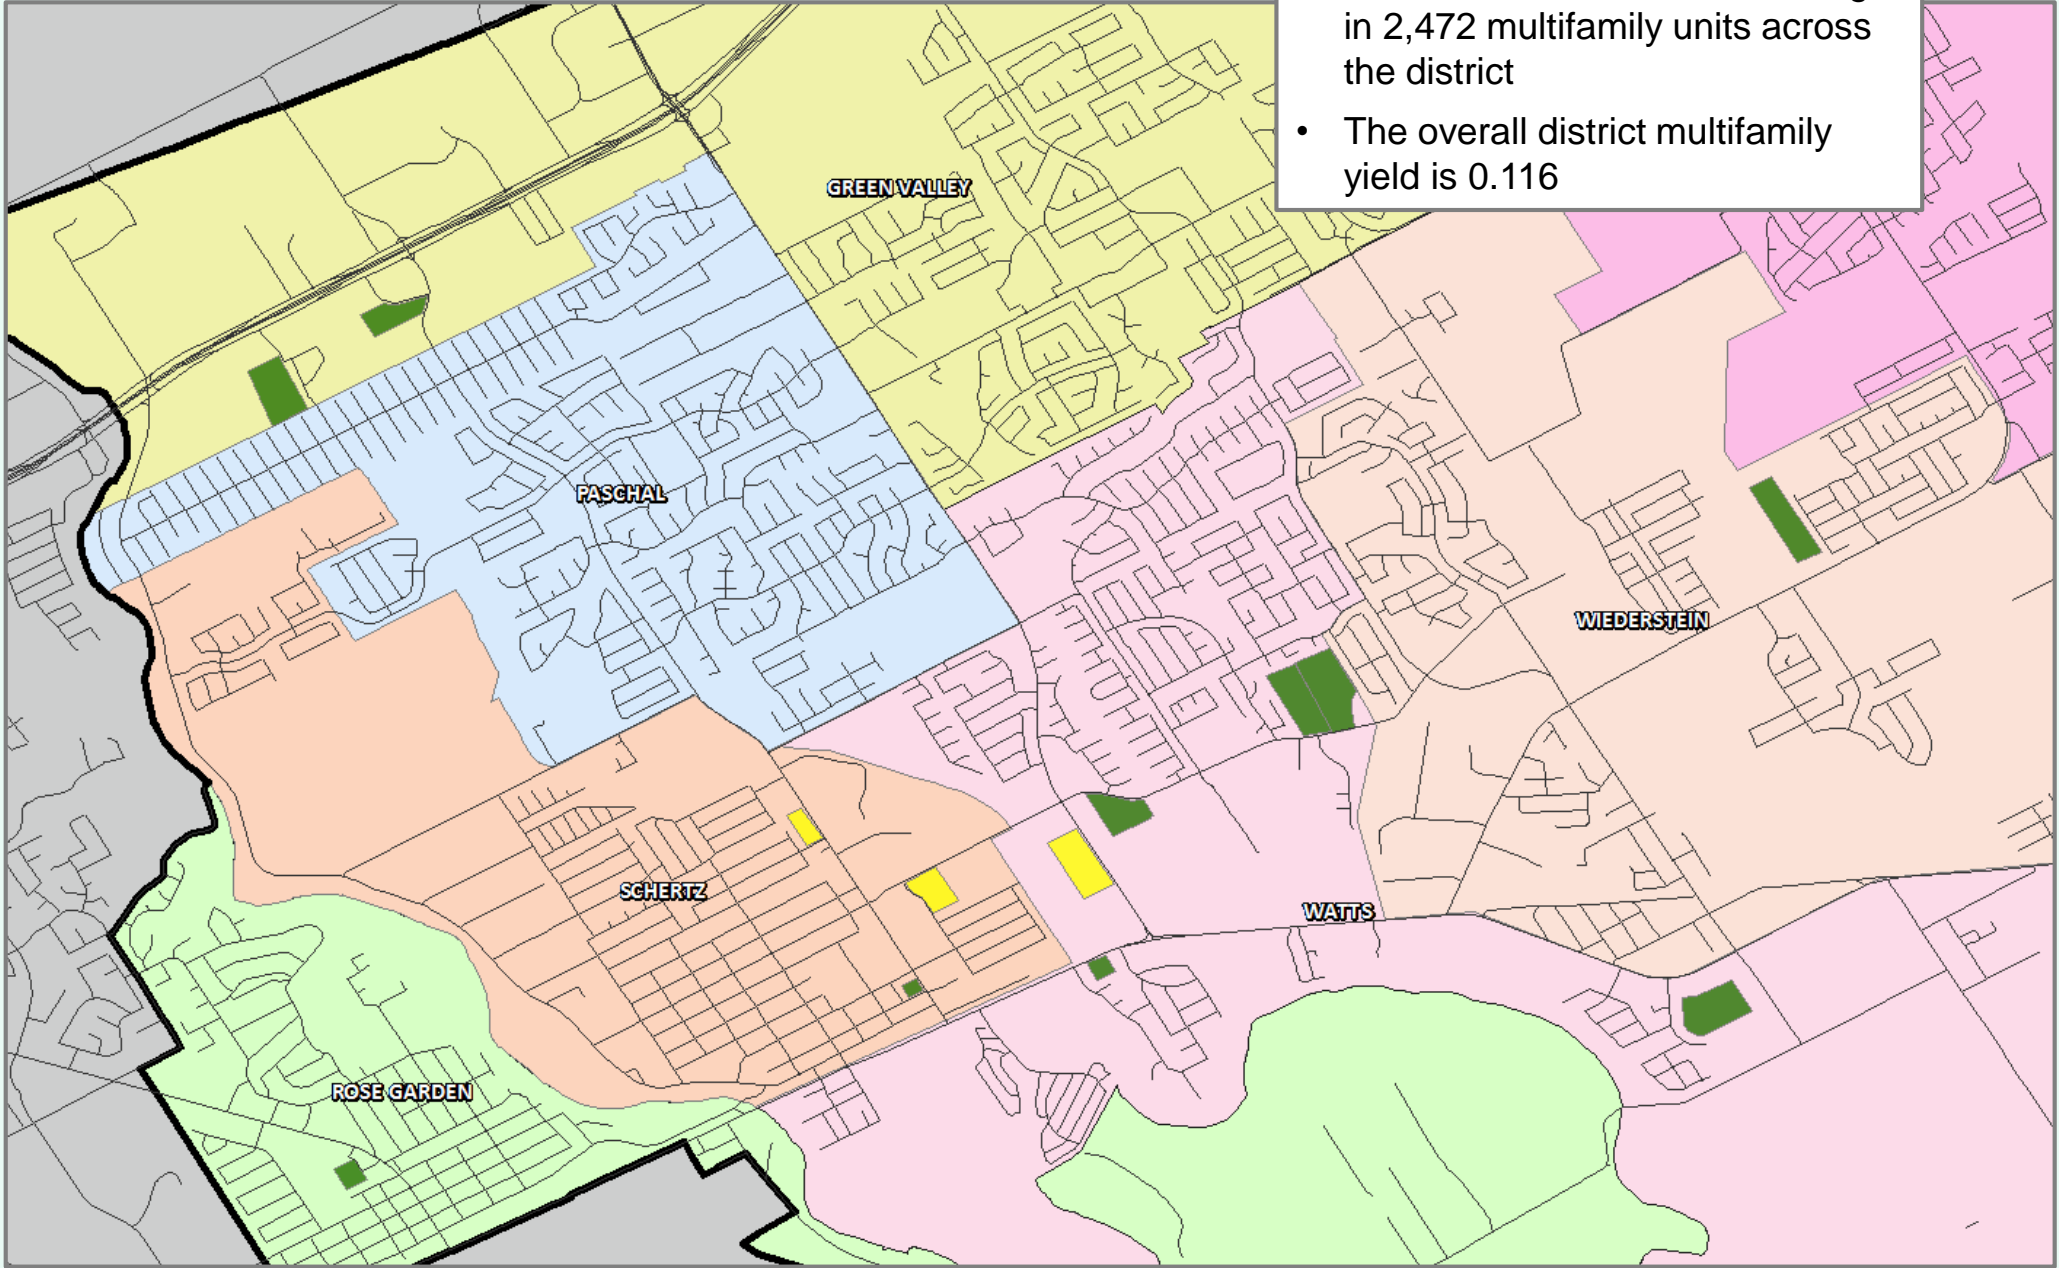 in 2,472 multifamily units across
the district
• The overall district multifamily
yield is 0.116
GREEN VALLEY
PASCHAL
WIEDERSTEIN
SCHERTZ
WATTS
ROSE GARDEN